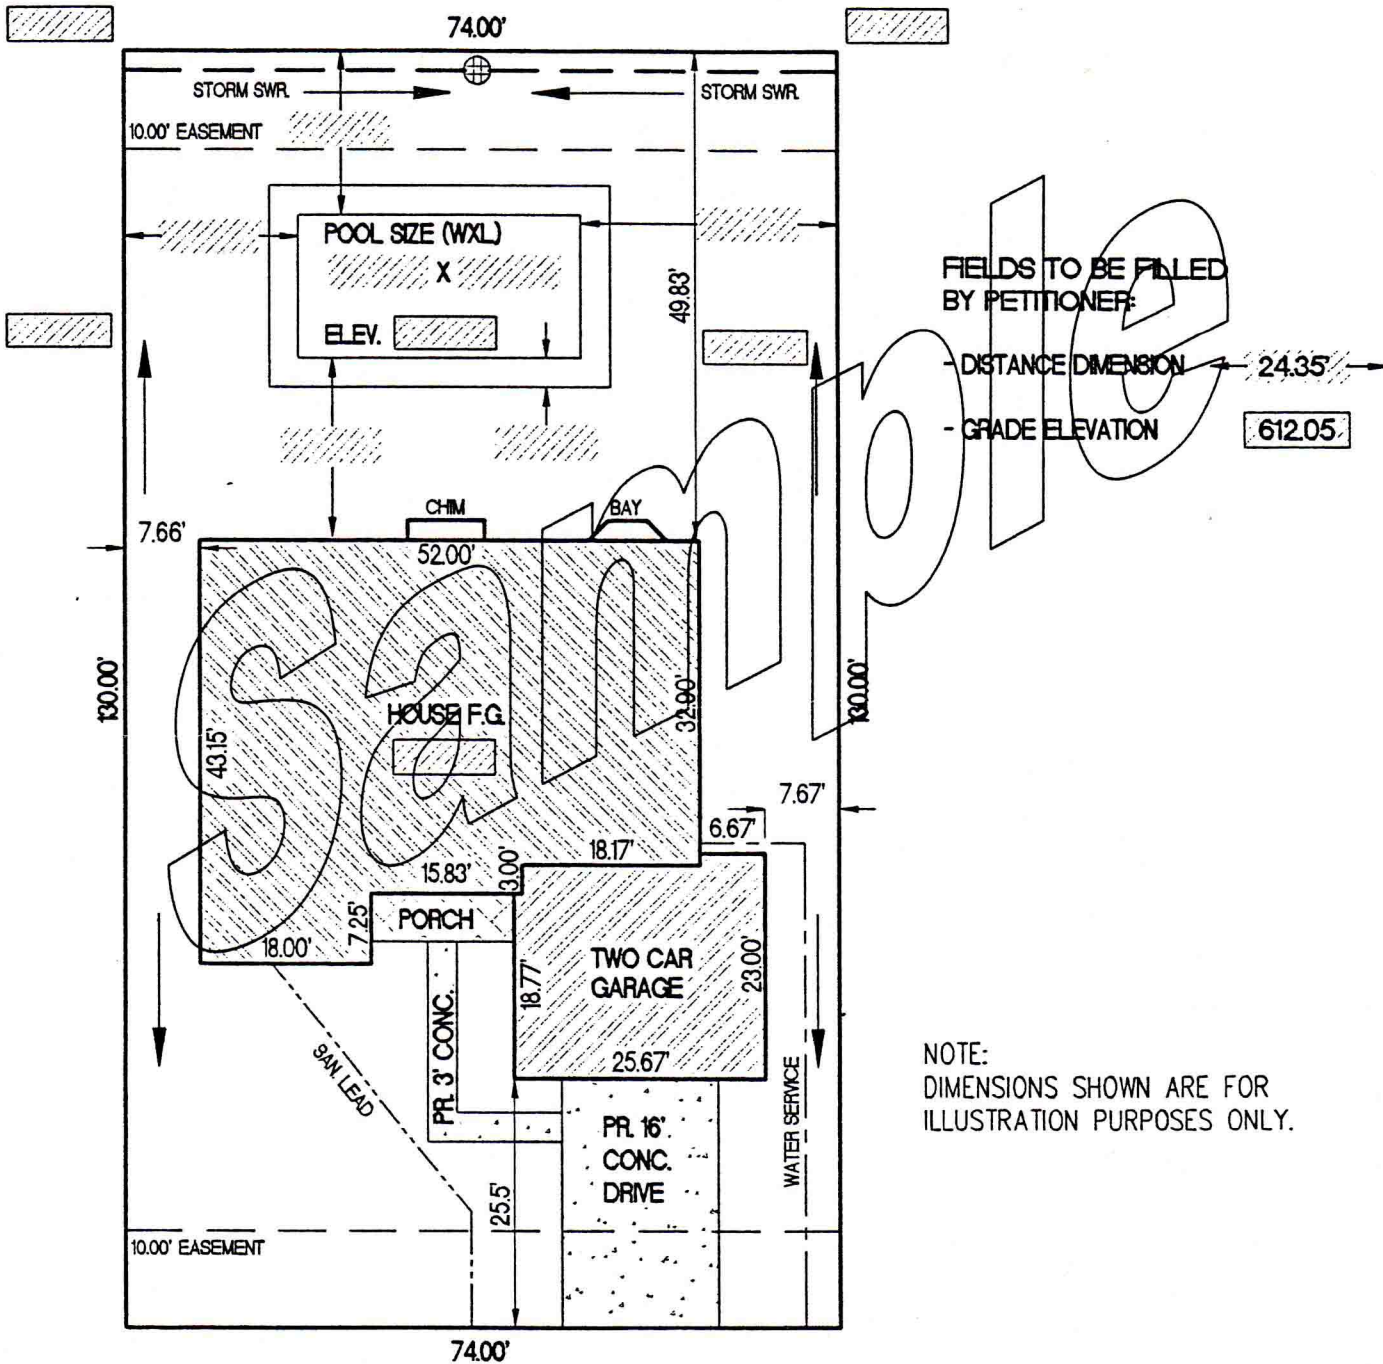 74.00'
STORM SWR.
STORM SWR.
10.00' EASEMENT
POOL SIZE (WXL)
X
ELEV.
49.83'
FIELDS TO BE FILLED
BY PETITIONER:
- DISTANCE DIMENSION 24.35'
- GRADE ELEVATION 612.05
CHIM
BAY
7.66'
52.00'
Sample
130.00'
130.00'
43.15'
HOUSE F.G.
32.90'
7.67'
6.67'
18.17'
15.83'
3.00'
7.25'
PORCH
18.00'
18.77'
TWO CAR
GARAGE
23.00'
25.67'
SAN. LEAD
PR. 3' CONC.
PR. 16'
CONC.
DRIVE
WATER SERVICE
25.5'
NOTE:
DIMENSIONS SHOWN ARE FOR
ILLUSTRATION PURPOSES ONLY.
10.00' EASEMENT
74.00'